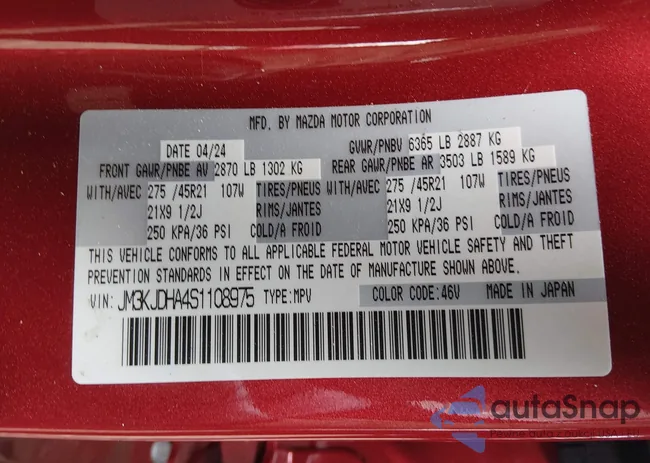 MFD. BY MAZDA MOTOR CORPORATION
DATE 04/24 GVWR/PNBV 6365 LB 2887 KG
FRONT GAWR/PNBE AV 2870 LB 1302 KG REAR GAWR/PNBE AR 3503 LB 1589 KG
WITH/AVEC 275 /45R21 107W TIRES/PNEUS WITH/AVEC 275 /45R21 107W TIRES/PNEUS
21X9 1/2J RIMS/JANTES 21X9 1/2J RIMS/JANTES
250 KPA/36 PSI COLD/A FROID 250 KPA/36 PSI COLD/A FROID
THIS VEHICLE CONFORMS TO ALL APPLICABLE FEDERAL MOTOR VEHICLE SAFETY AND THEFT
PREVENTION STANDARDS IN EFFECT ON THE DATE OF MANUFACTURE SHOWN ABOVE.
VIN: JM3KJDHA4S1108975 TYPE:MPV COLOR CODE:46V MADE IN JAPAN
autoSnap